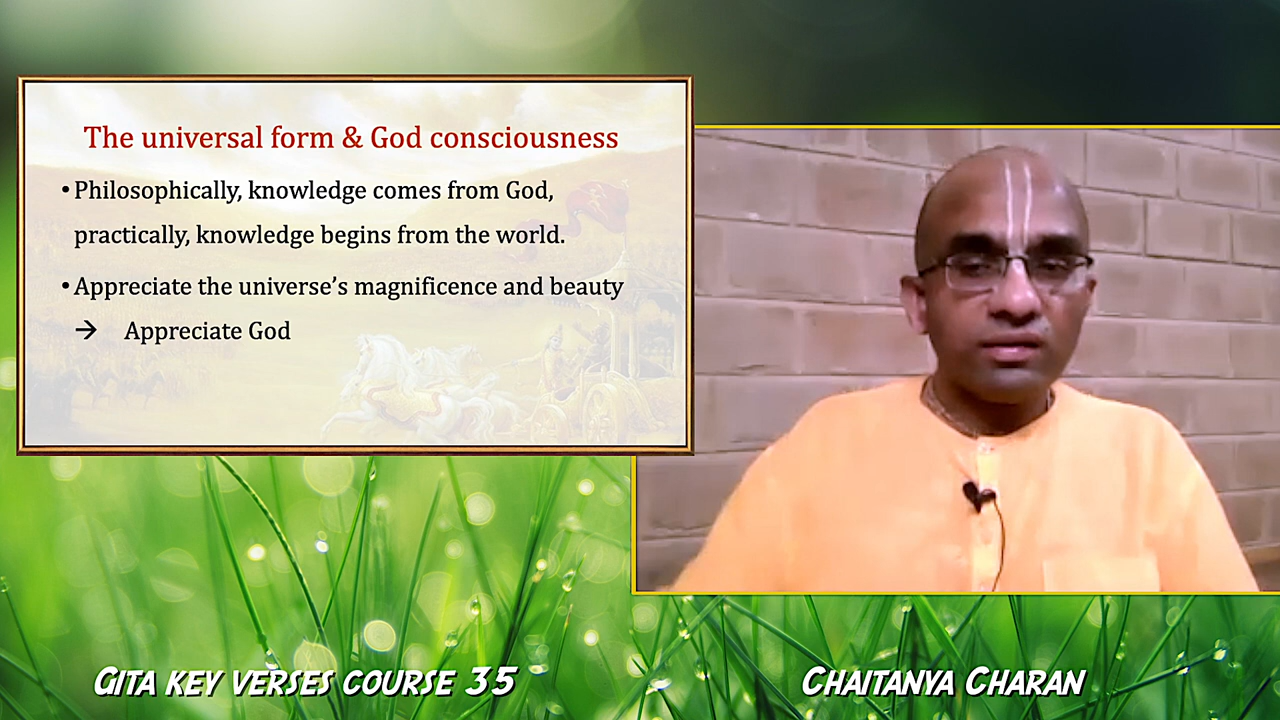 The universal form & God consciousness
• Philosophically, knowledge comes from God,
practically, knowledge begins from the world.
• Appreciate the universe’s magnificence and beauty
→ Appreciate God
GITA KEY VERSES COURSE 35
CHAITANYA CHARAN